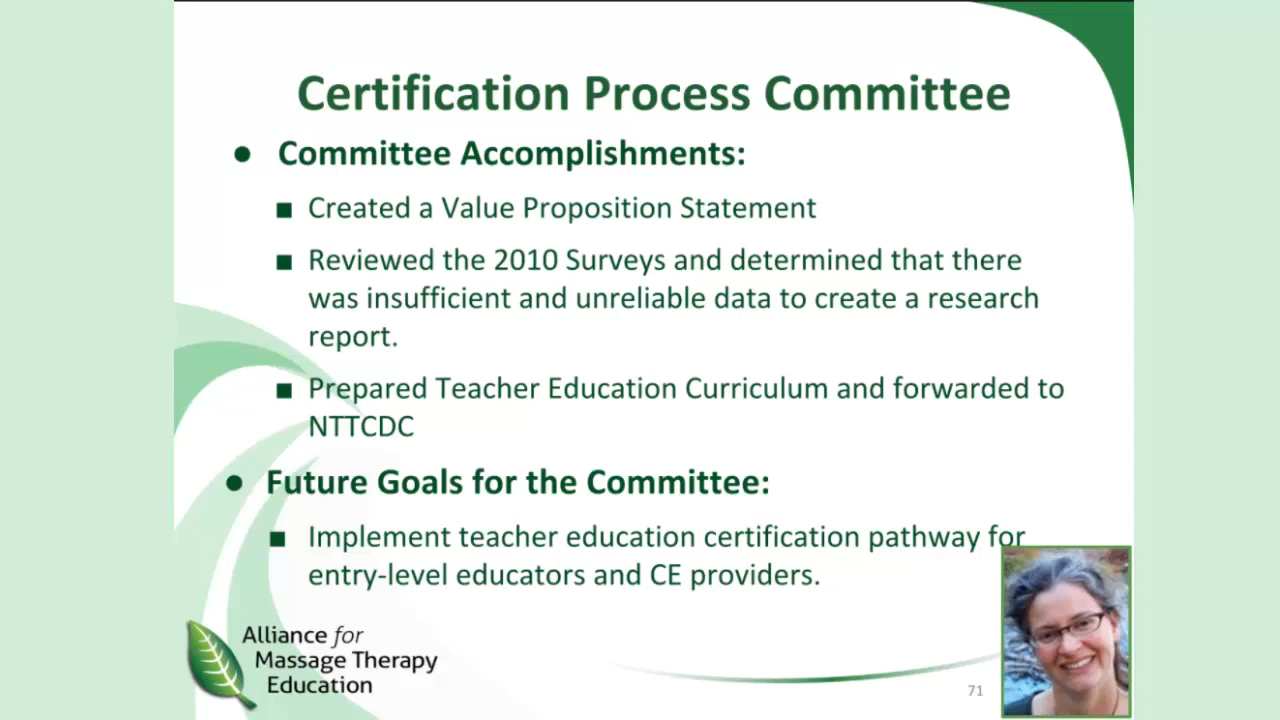 Certification Process Committee
● Committee Accomplishments:
■ Created a Value Proposition Statement
■ Reviewed the 2010 Surveys and determined that there
was insufficient and unreliable data to create a research
report.
■ Prepared Teacher Education Curriculum and forwarded to
NTTCDC
● Future Goals for the Committee:
■ Implement teacher education certification pathway for
entry-level educators and CE providers.
Alliance for
Massage Therapy
Education
71